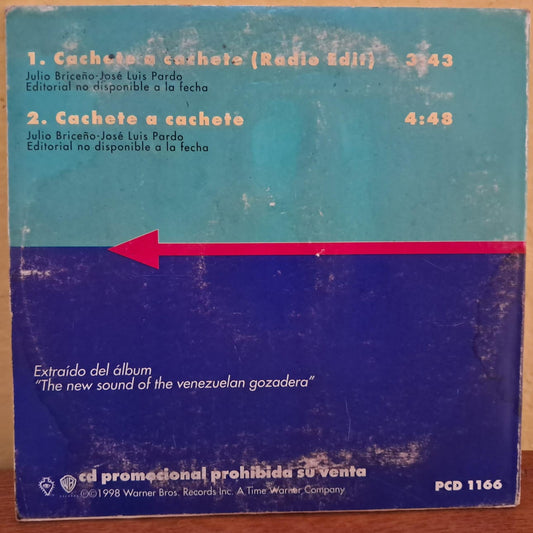 1. Cachete a cachete (Radio Edit) 3:43
Julio Briceño-José Luis Pardo
Editorial no disponible a la fecha
2. Cachete a cachete 4:48
Julio Briceño-José Luis Pardo
Editorial no disponible a la fecha
Extraído del álbum
"The new sound of the venezuelan gozadera"
cd promocional prohibida su venta
℗©1998 Warner Bros. Records Inc. A Time Warner Company
PCD 1166